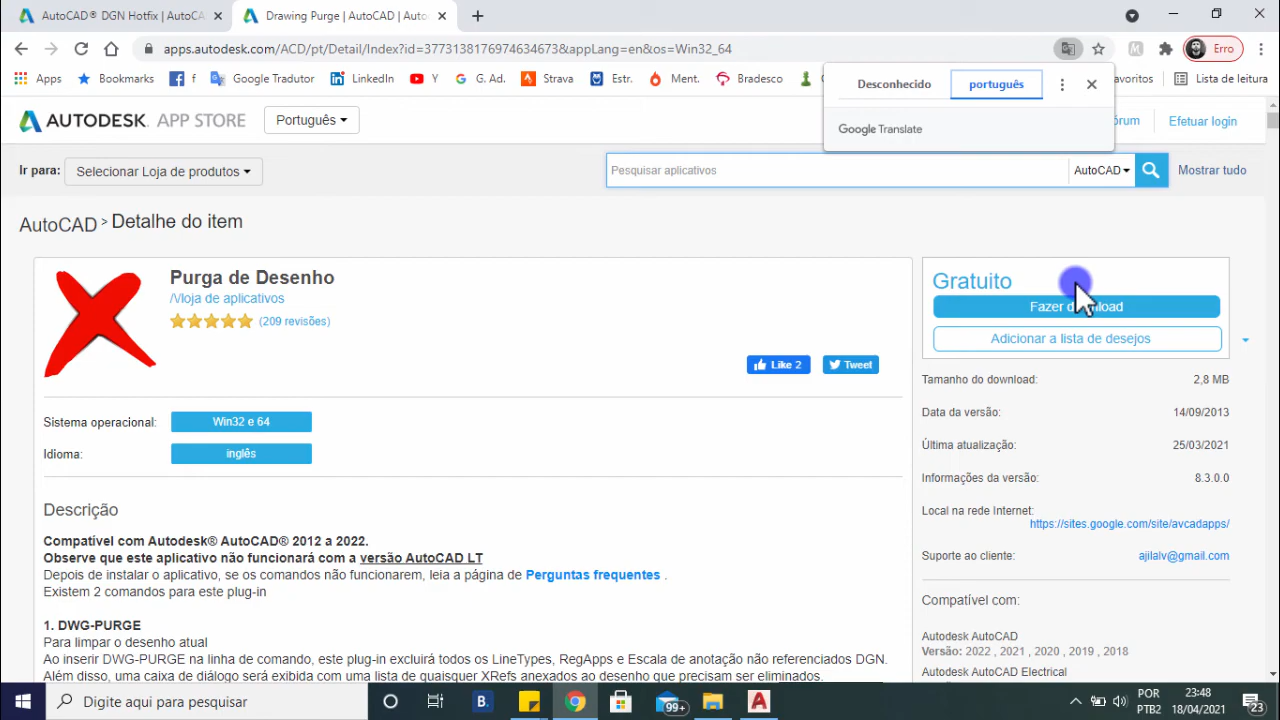 AutoCAD® DGN Hotfix | AutoCA
Drawing Purge | AutoCAD | Auto
apps.autodesk.com/ACD/pt/Detail/Index?id=3773138176974634673&appLang=en&os=Win32_64
Erro
Apps
Bookmarks
f
Google Tradutor
LinkedIn
Y
G. Ad.
Strava
Estr.
Ment.
Bradesco
avoritos
Lista de leitura
Desconhecido
português
Google Translate
AUTODESK. APP STORE
Português
órum
Efetuar login
Ir para:
Selecionar Loja de produtos
Pesquisar aplicativos
AutoCAD
Mostrar tudo
AutoCAD > Detalhe do item
Purga de Desenho
/\/loja de aplicativos
(209 revisões)
Like 2
Tweet
Sistema operacional:
Win32 e 64
Idioma:
inglês
Descrição
Compatível com Autodesk® AutoCAD® 2012 a 2022.
Observe que este aplicativo não funcionará com a versão AutoCAD LT
Depois de instalar o aplicativo, se os comandos não funcionarem, leia a página de Perguntas frequentes .
Existem 2 comandos para este plug-in
1. DWG-PURGE
Para limpar o desenho atual
Ao inserir DWG-PURGE na linha de comando, este plug-in excluirá todos os LineTypes, RegApps e Escala de anotação não referenciados DGN.
Além disso, uma caixa de diálogo será exibida com uma lista de quaisquer XRefs anexados ao desenho que precisam ser eliminados.
Gratuito
Fazer download
Adicionar a lista de desejos
Tamanho do download:
2,8 MB
Data da versão:
14/09/2013
Última atualização:
25/03/2021
Informações da versão:
8.3.0.0
Local na rede Internet:
https://sites.google.com/site/avcadapps/
Suporte ao cliente:
ajilalv@gmail.com
Compatível com:
Autodesk AutoCAD
Versão: 2022 , 2021 , 2020 , 2019 , 2018
Autodesk AutoCAD Electrical
Digite aqui para pesquisar
B.
99+
A
POR
PTB2
23:48
18/04/2021
23